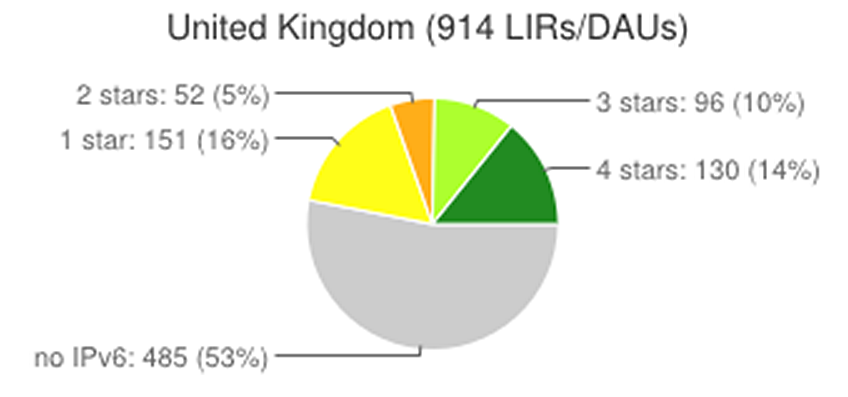 United Kingdom (914 LIRs/DAUs)
2 stars: 52 (5%)
3 stars: 96 (10%)
1 star: 151 (16%)
4 stars: 130 (14%)
no IPv6: 485 (53%)